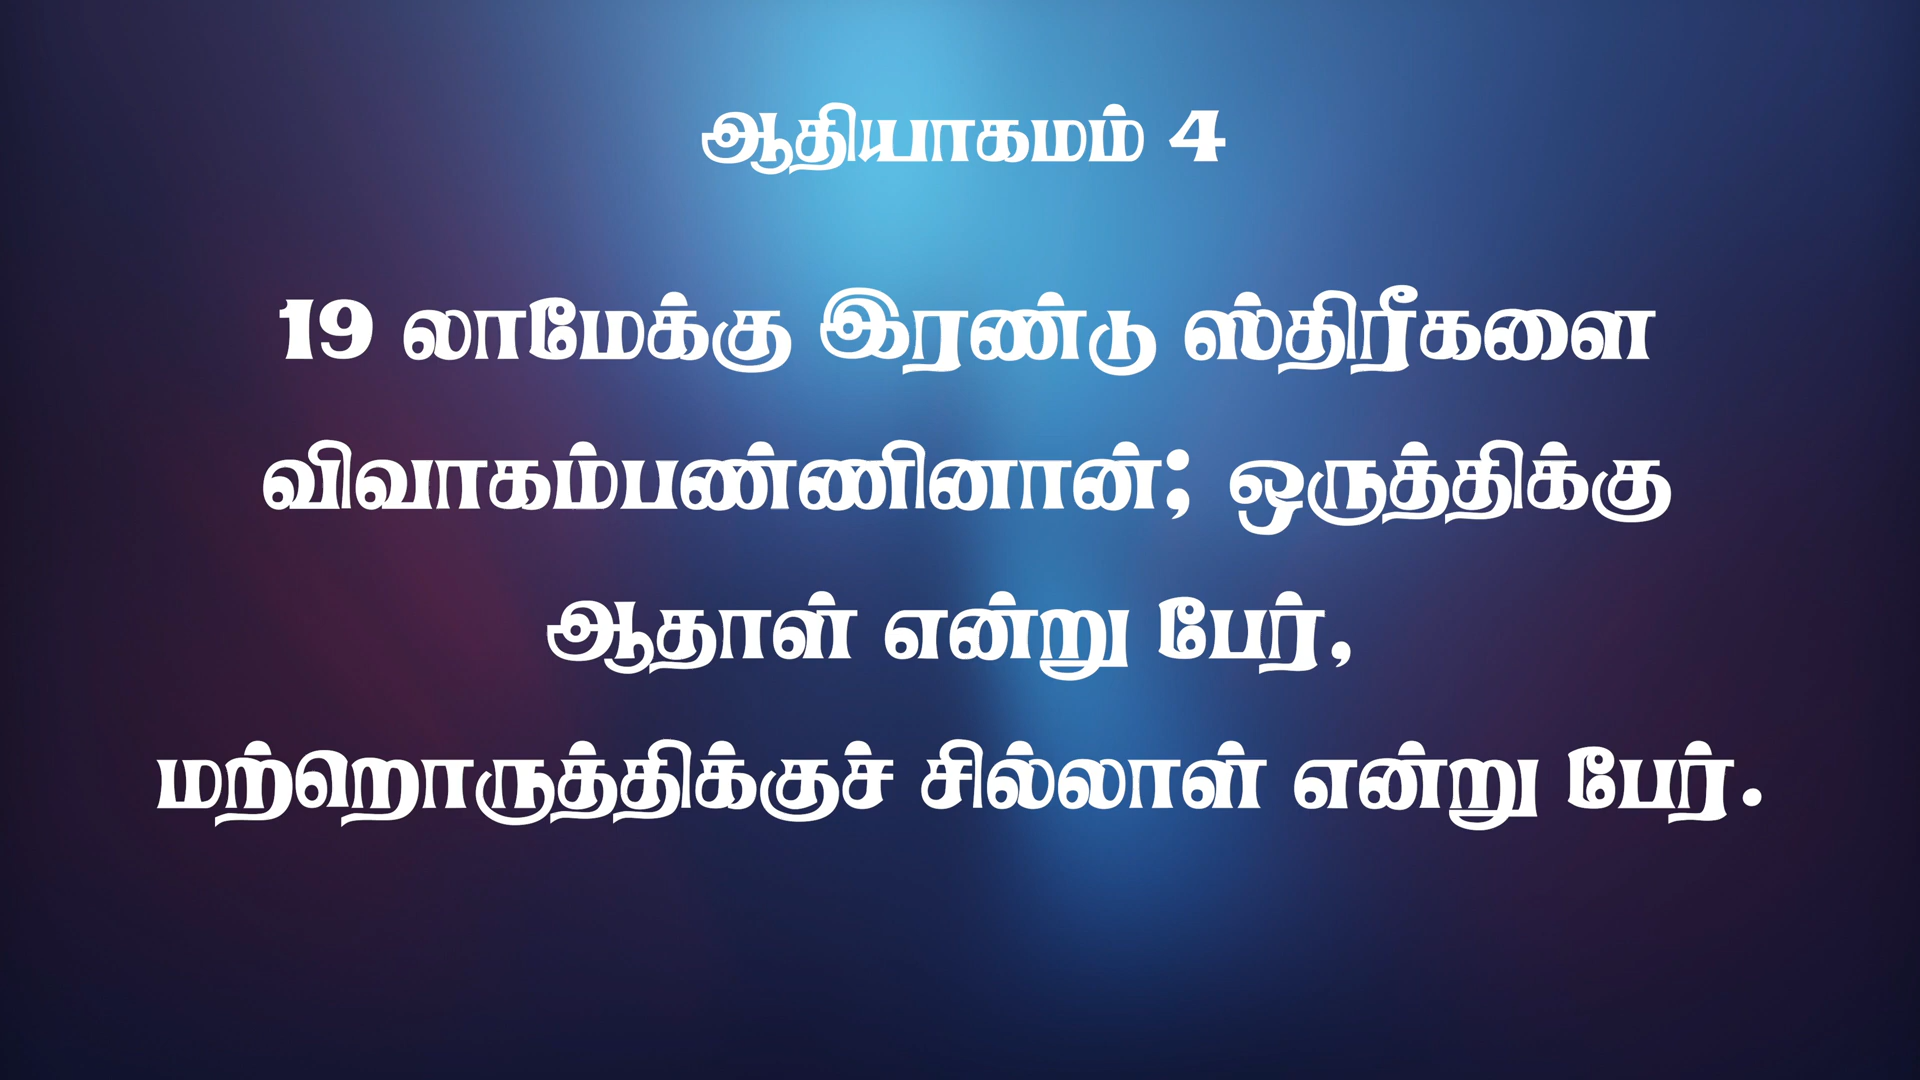 ஆதியாகமம் 4
19 லாமேக்கு இரண்டு ஸ்திரீகளை
விவாகம்பண்ணினான்; ஒருத்திக்கு
ஆதாள் என்று பேர்,
மற்றொருத்திக்குச் சில்லாள் என்று பேர்.